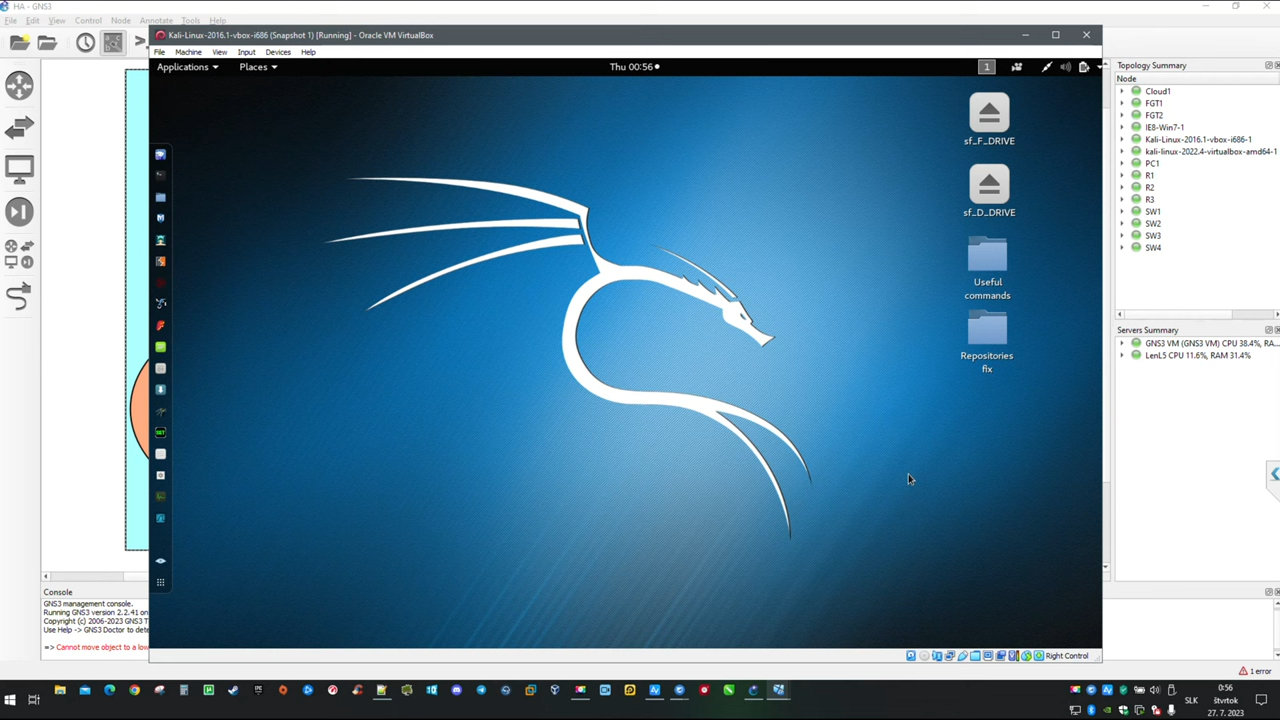 HA - GNS3
File Edit View Control Node Annotate Tools Help
Kali-Linux-2016.1-vbox-i686 (Snapshot 1) [Running] - Oracle VM VirtualBox
File Machine View Input Devices Help
Applications Places Thu 00:56 1
sf_F_DRIVE
sf_D_DRIVE
Useful
commands
Repositories
fix
Topology Summary
Node
Cloud1
FGT1
FGT2
IE8-Win7-1
Kali-Linux-2016.1-vbox-i686-1
kali-linux-2022.4-virtualbox-amd64-1
PC1
R1
R2
R3
SW1
SW2
SW3
SW4
Servers Summary
GNS3 VM (GNS3 VM) CPU 38.4%, RA...
LenL5 CPU 11.6%, RAM 31.4%
Console
GNS3 management console.
Running GNS3 version 2.2.41 on
Copyright (c) 2006-2023 GNS3 T
Use Help -> GNS3 Doctor to dete
=> Cannot move object to a low
Right Control
1 error
SLK
0:56
štvrtok
27. 7. 2023